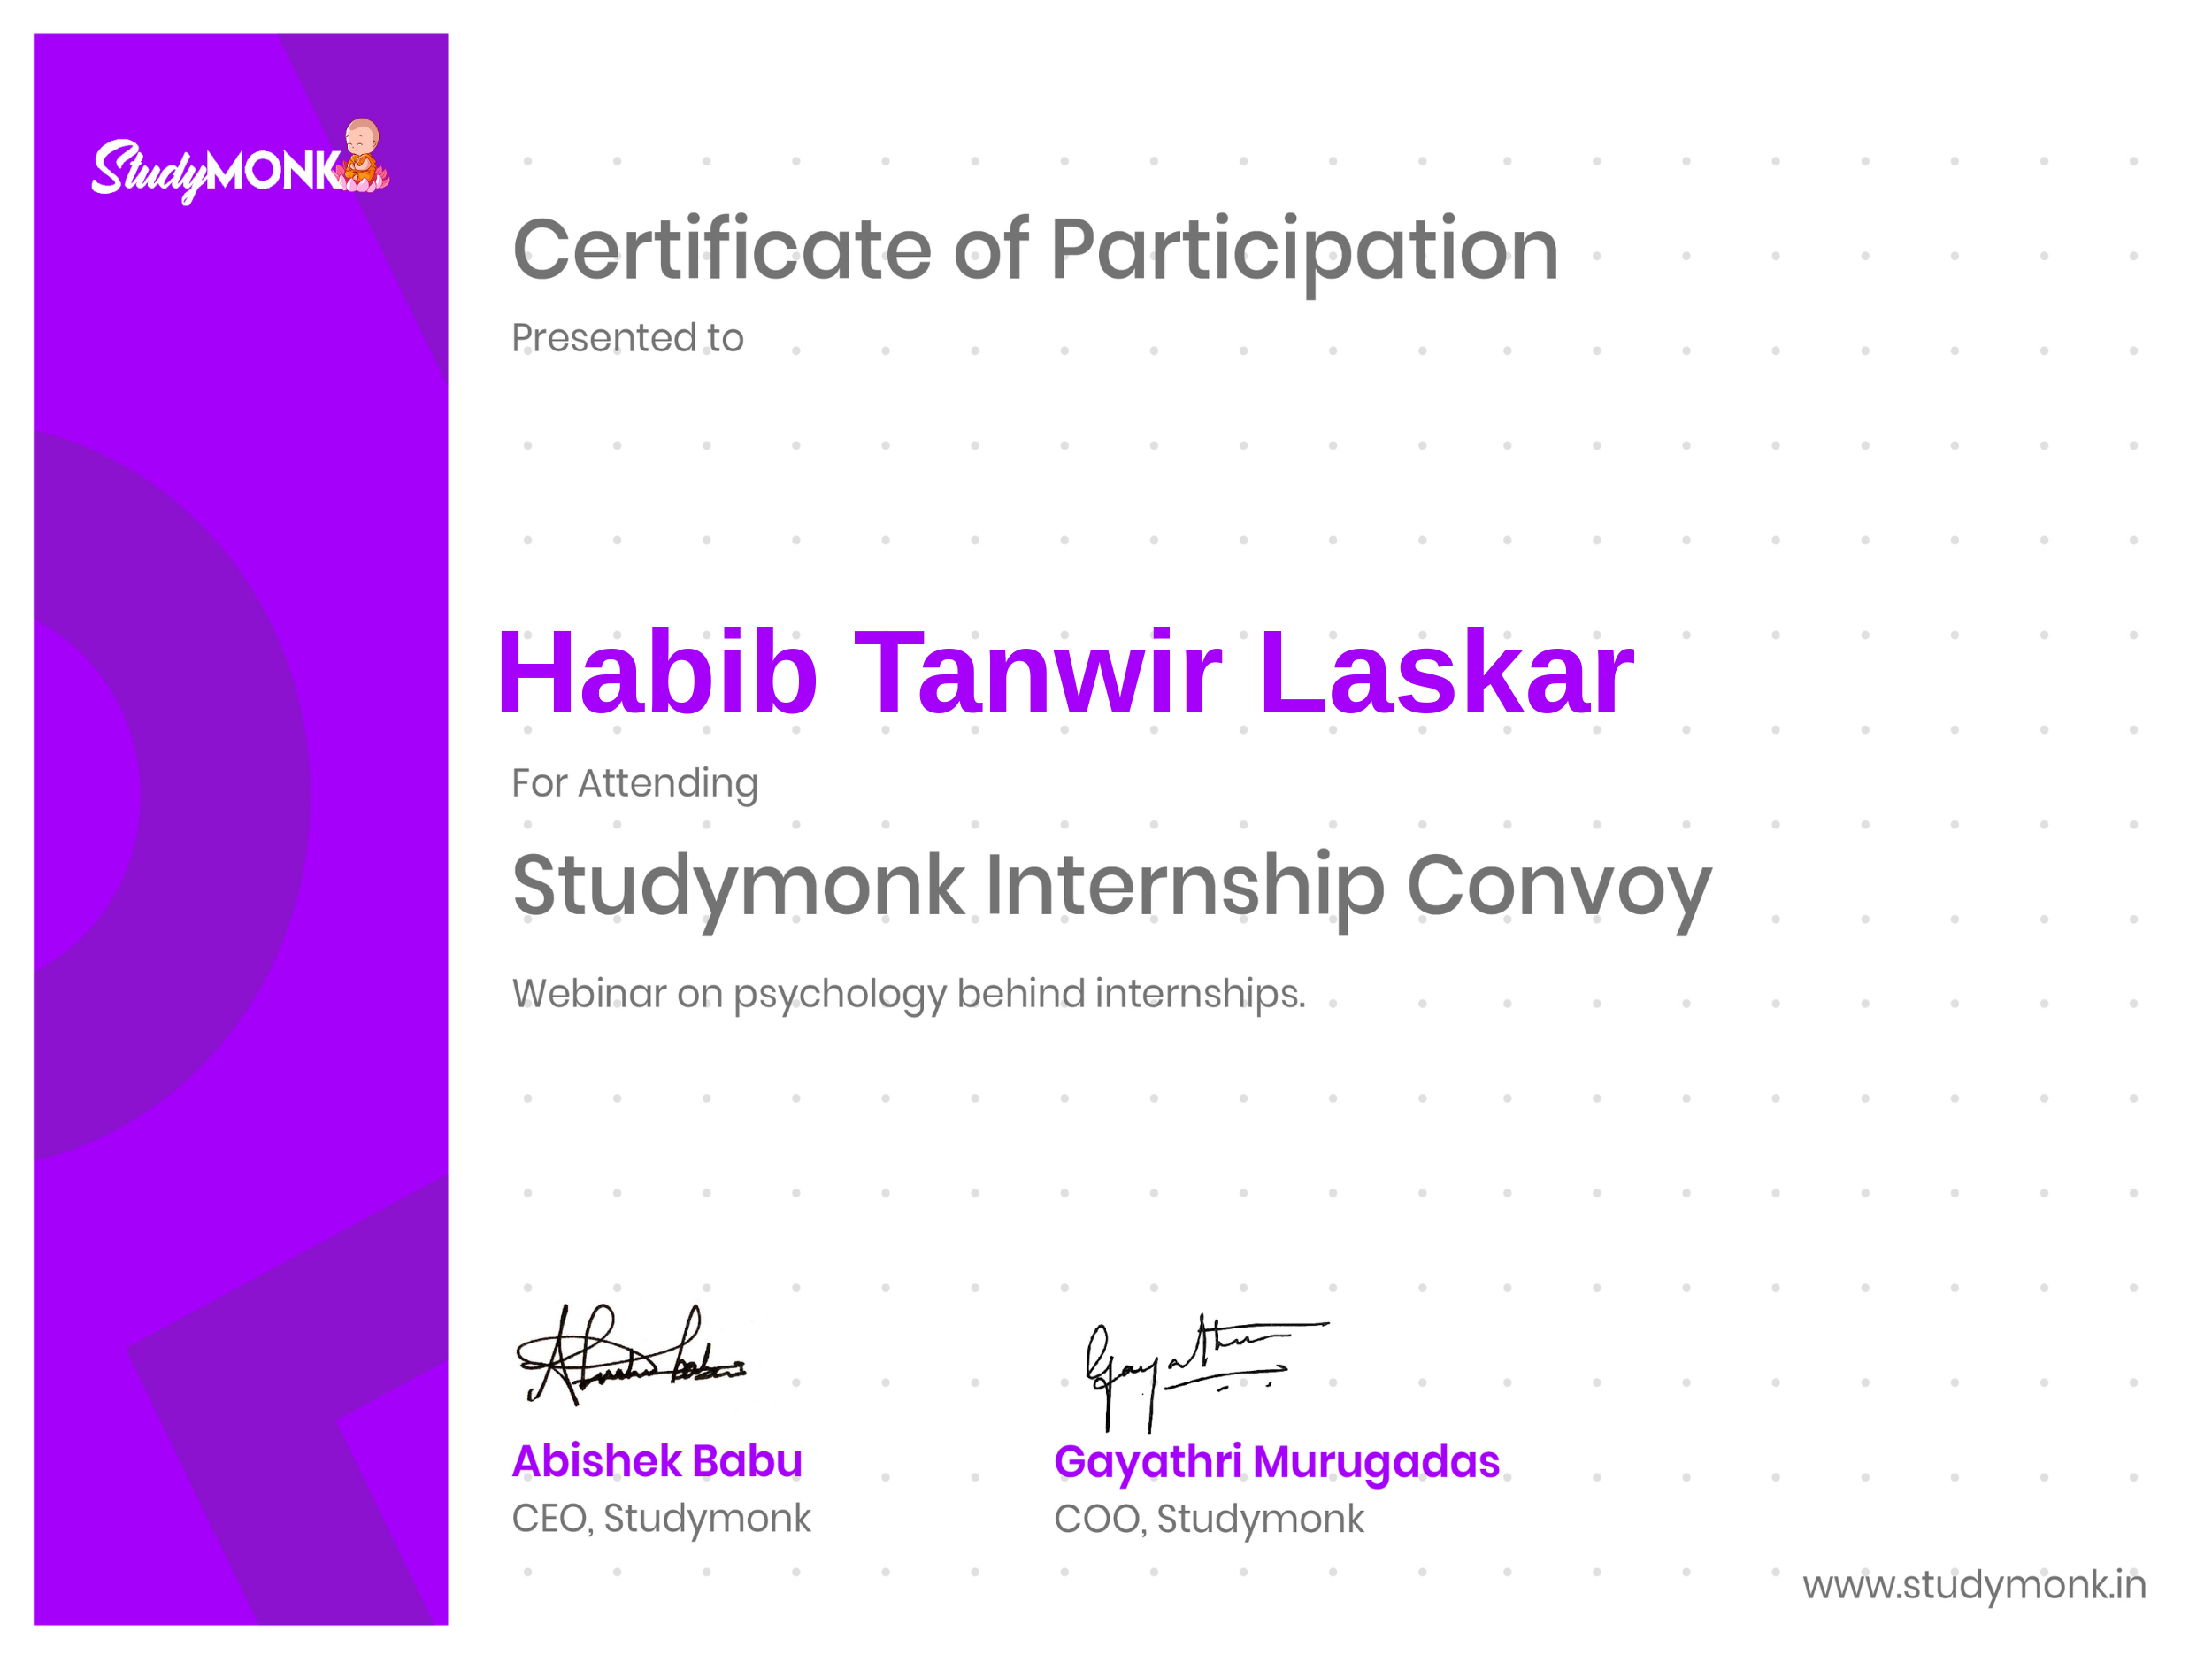 StudyMONK
Certificate of Participation
Presented to
Habib Tanwir Laskar
For Attending
Studymonk Internship Convoy
Webinar on psychology behind internships.
Abishek Babu
CEO, Studymonk
Gayathri Murugadas
COO, Studymonk
www.studymonk.in